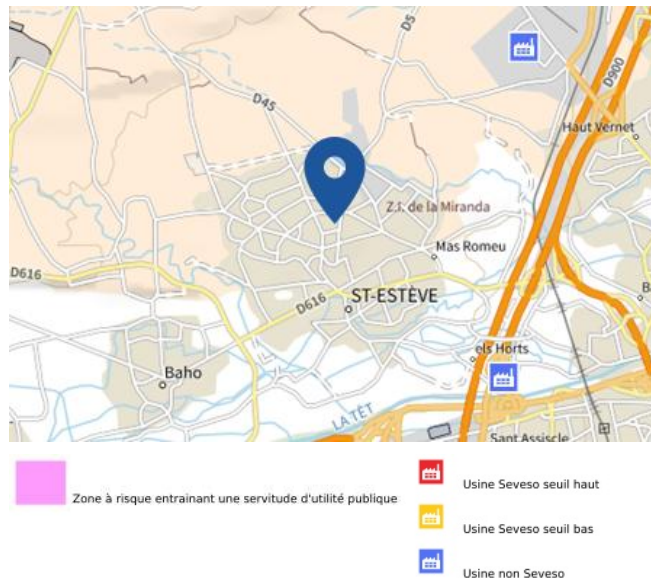 D5
D45
D900
Haut Vernet
Z.I. de la Miranda
Mas Romeu
D616
ST-ESTÈVE
D616
els Horts
Baho
LA TÊT
Sant Assiscle
Zone à risque entrainant une servitude d'utilité publique
Usine Seveso seuil haut
Usine Seveso seuil bas
Usine non Seveso